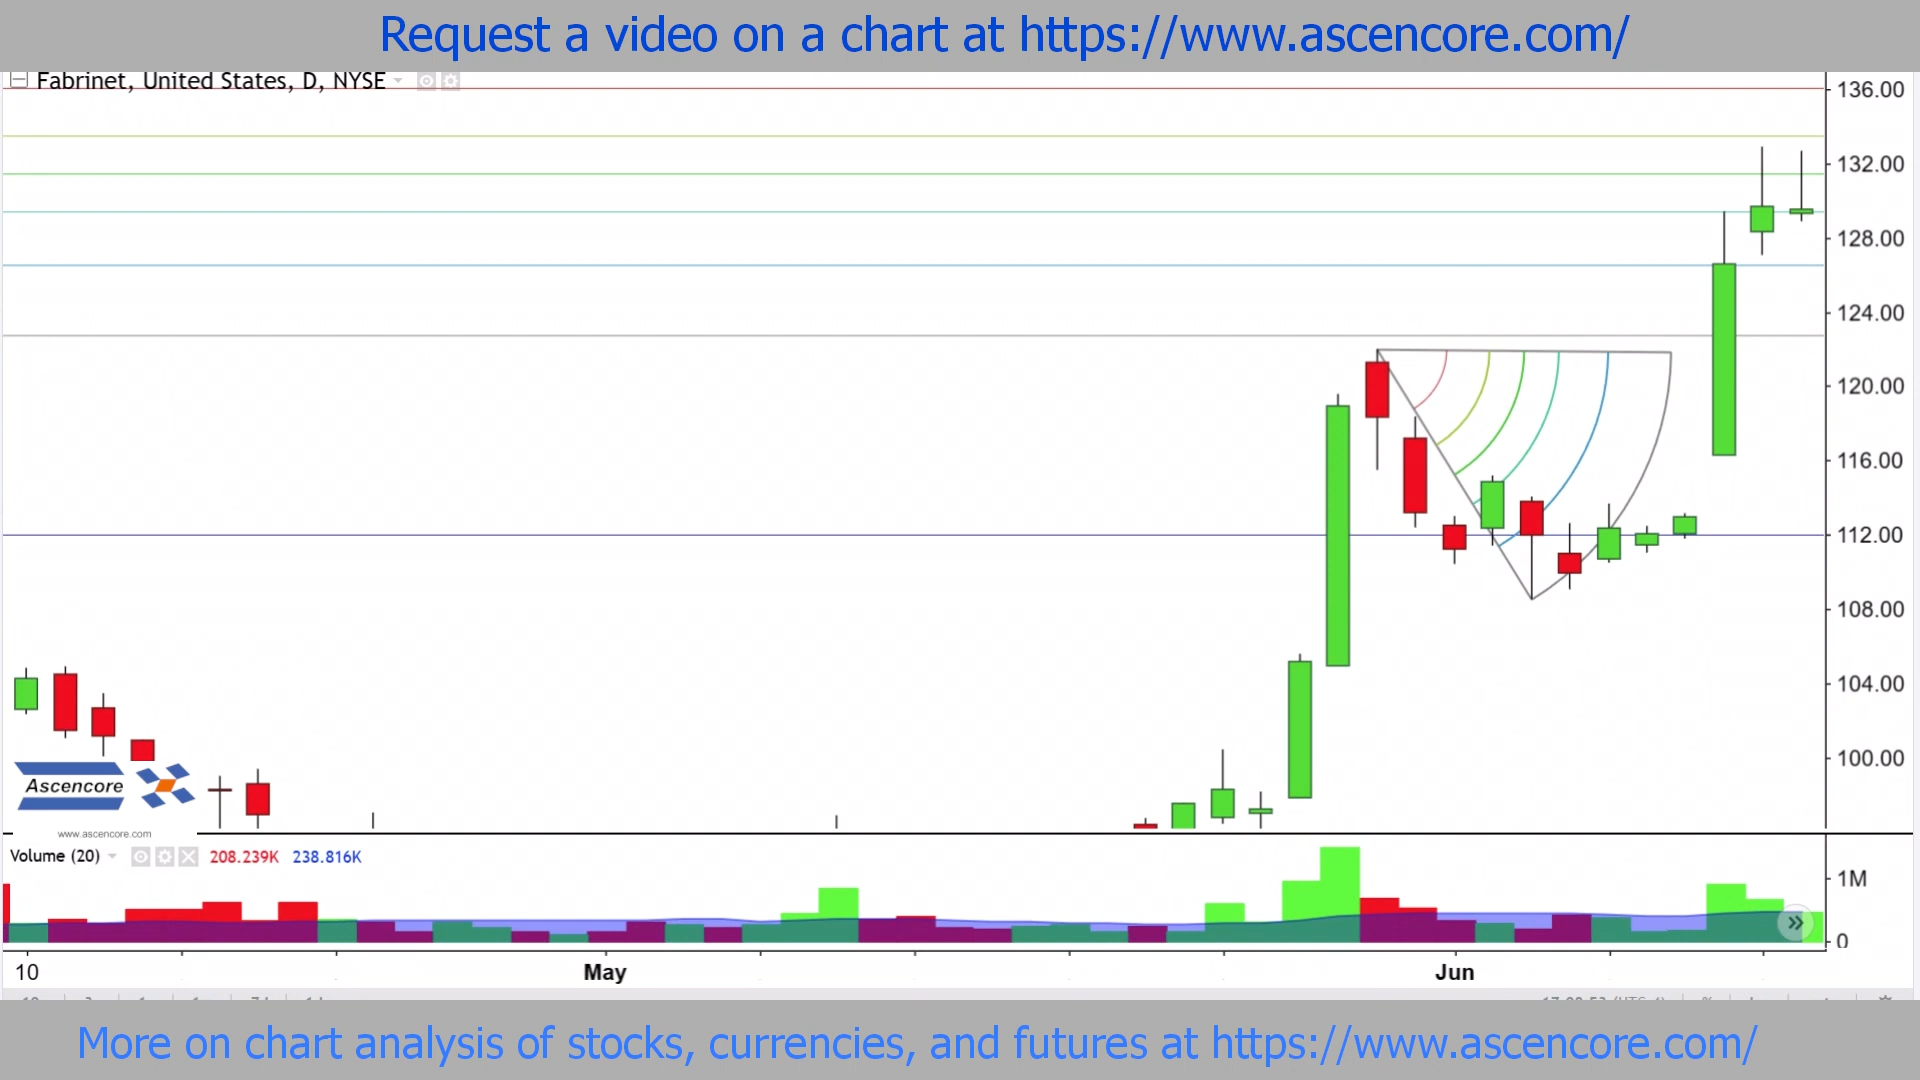 Request a video on a chart at https://www.ascencore.com/
Fabrinet, United States, D, NYSE
136.00
132.00
128.00
124.00
120.00
116.00
112.00
108.00
104.00
100.00
Ascencore
www.ascencore.com
Volume (20) 208.239K 238.816K
1M
0
10 May Jun
More on chart analysis of stocks, currencies, and futures at https://www.ascencore.com/